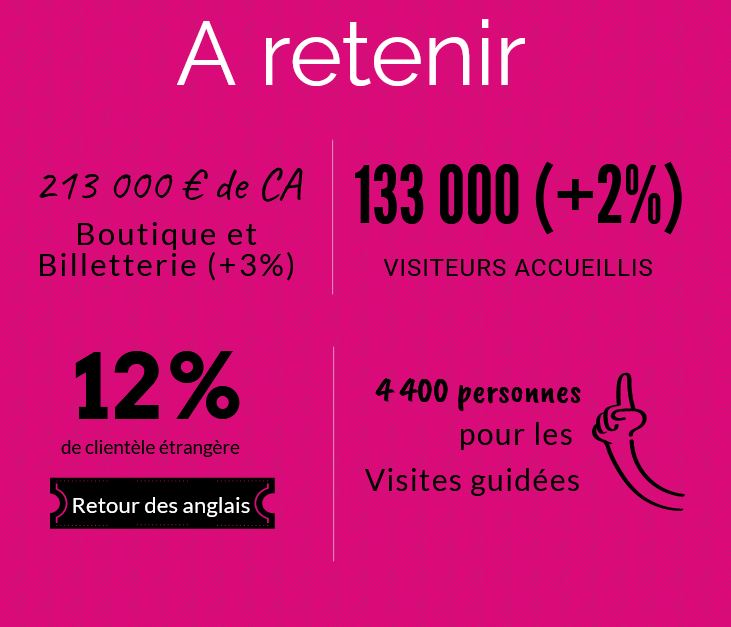 A retenir
213 000 € de CA
Boutique et
Billetterie (+3%)
133 000 (+2%)
VISITEURS ACCUEILLIS
12%
de clientèle étrangère
Retour des anglais
4 400 personnes
pour les
Visites guidées